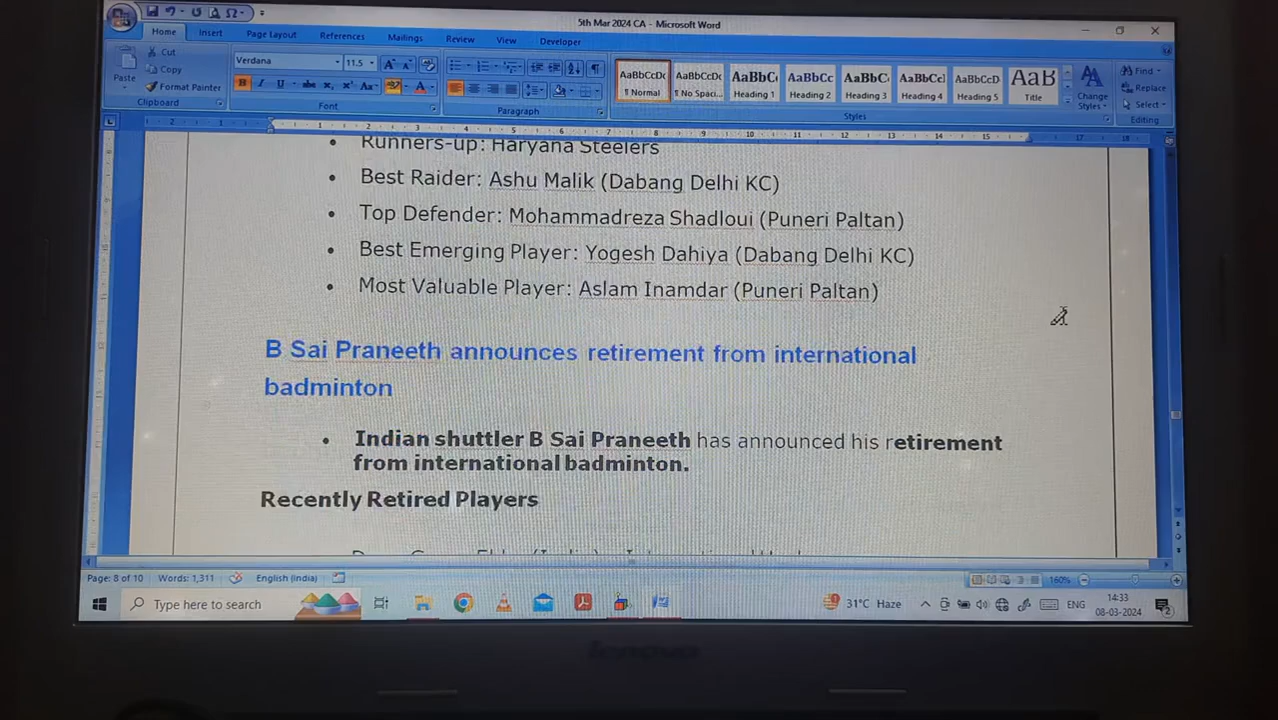 5th Mar 2024 CA - Microsoft Word
Home Insert Page Layout References Mailings Review View Developer
Cut
Copy
Format Painter
Paste
Clipboard
Verdana 11.5
Font
Paragraph
AaBbCcDc AaBbCcDc AaBbC AaBbCc AaBbC AaBbCcI AaBbCcD AaB
¶ Normal ¶ No Spaci... Heading 1 Heading 2 Heading 3 Heading 4 Heading 5 Title
Styles
Change Styles
Find
Replace
Select
Editing
• Runners-up: Haryana Steelers
• Best Raider: Ashu Malik (Dabang Delhi KC)
• Top Defender: Mohammadreza Shadloui (Puneri Paltan)
• Best Emerging Player: Yogesh Dahiya (Dabang Delhi KC)
• Most Valuable Player: Aslam Inamdar (Puneri Paltan)
B Sai Praneeth announces retirement from international
badminton
• Indian shuttler B Sai Praneeth has announced his retirement
from international badminton.
Recently Retired Players
Page: 8 of 10 Words: 1,311 English (India) 160%
Type here to search 31°C Haze ENG 14:33
08-03-2024
lenovo